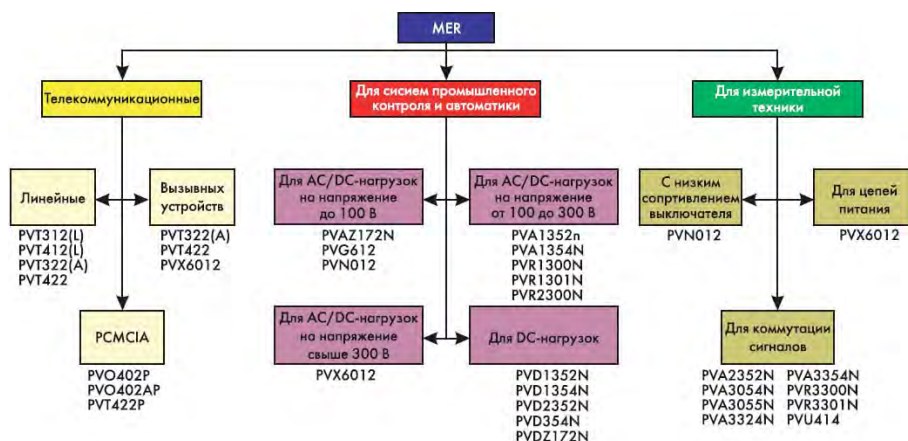 MER
Телекоммуникационные
Для сисием промышленного
контроля и автоматики
Для измерительной
техники
Линейные
PVT312(L)
PVT412(L)
PVT322(A)
PVT422
Вызывных
устройств
PVT322(A)
PVT422
PVX6012
PCMCIA
PVO402P
PVO402AP
PVT422P
Для AC/DC-нагрузок
на напряжение
до 100 В
PVAZ172N
PVG612
PVN012
Для AC/DC-нагрузок
на напряжение
от 100 до 300 В
PVA1352n
PVA1354N
PVR1300N
PVR1301N
PVR2300N
Для AC/DC-нагрузок
на напряжение
свыше 300 В
PVX6012
Для DC-нагрузок
PVD1352N
PVD1354N
PVD2352N
PVD354N
PVDZ172N
С низким
сопртивлением
выключателя
PVN012
Для цепей
питания
PVX6012
Для коммутации
сигналов
PVA2352N PVA3354N
PVA3054N PVR3300N
PVA3055N PVR3301N
PVA3324N PVU414